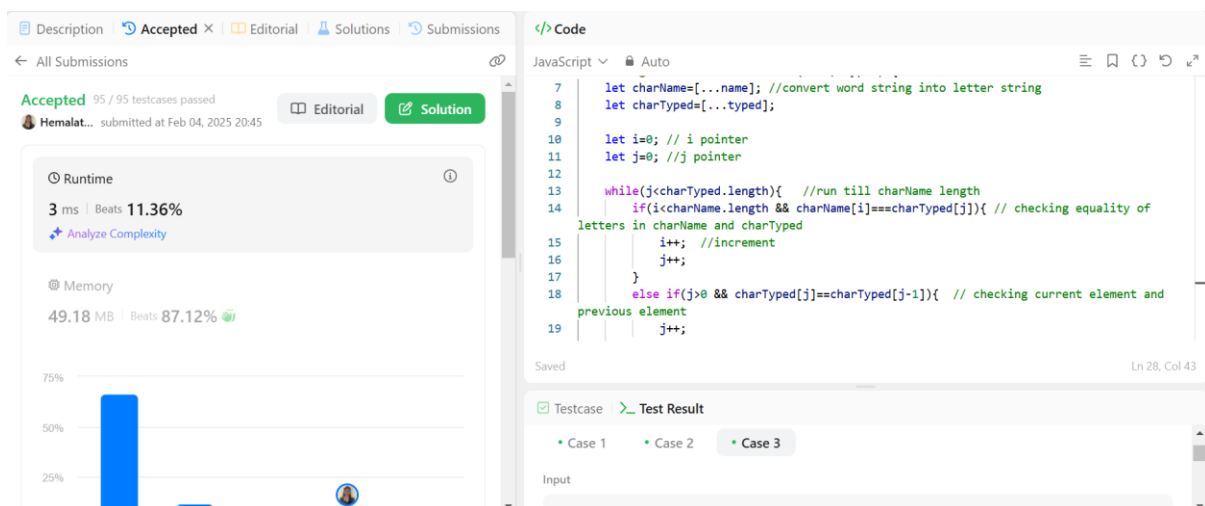 Description Accepted × Editorial Solutions Submissions
← All Submissions
Accepted 95 / 95 testcases passed
Hemalat... submitted at Feb 04, 2025 20:45
Editorial
Solution
Runtime
3 ms Beats 11.36%
Analyze Complexity
Memory
49.18 MB Beats 87.12%
75%
50%
25%
</> Code
JavaScript Auto
7 let charName=[...name]; //convert word string into letter string
8 let charTyped=[...typed];
9
10 let i=0; // i pointer
11 let j=0; //j pointer
12
13 while(j<charTyped.length){ //run till charName length
14 if(i<charName.length && charName[i]===charTyped[j]){ // checking equality of
letters in charName and charTyped
15 i++; //increment
16 j++;
17 }
18 else if(j>0 && charTyped[j]==charTyped[j-1]){ // checking current element and
previous element
19 j++;
Saved Ln 28, Col 43
Testcase >_ Test Result
• Case 1 • Case 2 • Case 3
Input